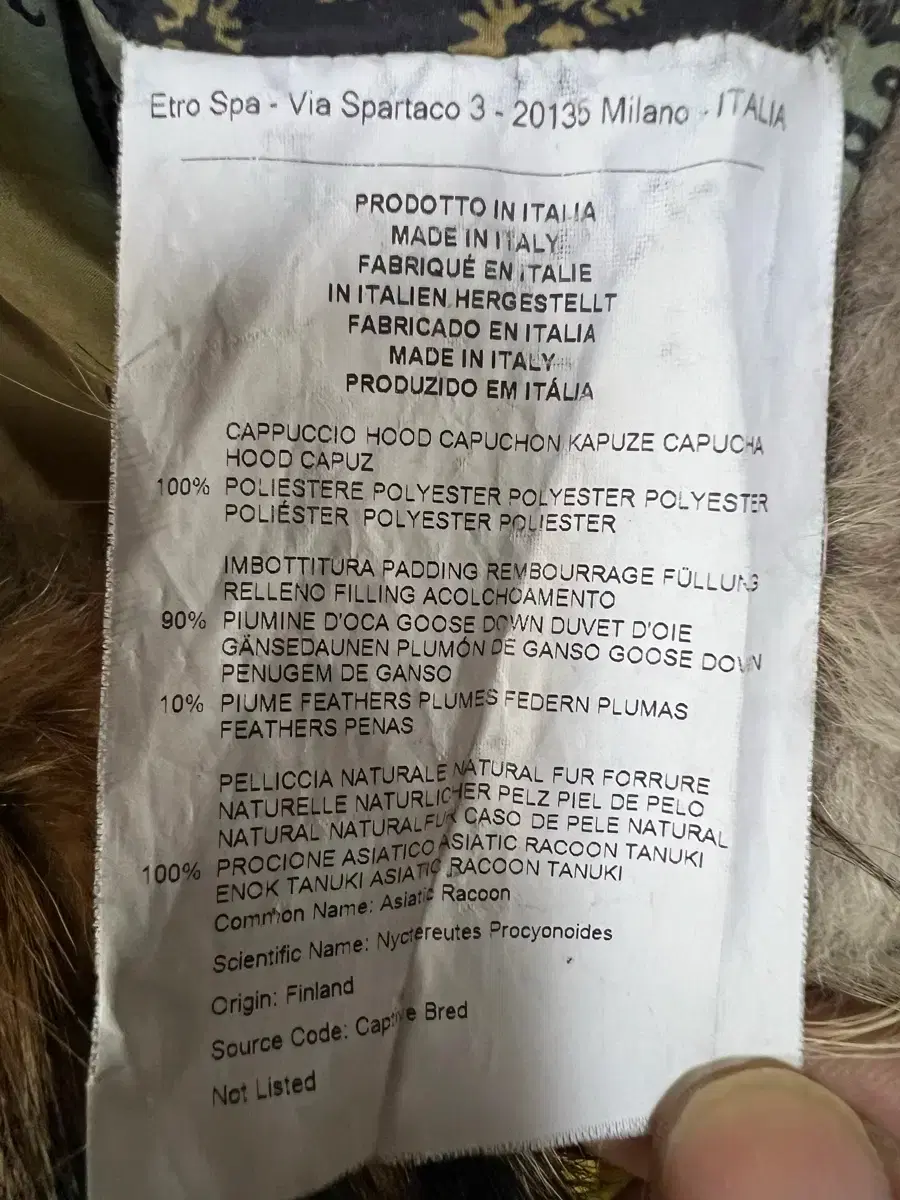 Etro Spa - Via Spartaco 3 - 20135 Milano - ITALIA
PRODOTTO IN ITALIA
MADE IN ITALY
FABRIQUÉ EN ITALIE
IN ITALIEN HERGESTELLT
FABRICADO EN ITALIA
MADE IN ITALY
PRODUZIDO EM ITÁLIA
CAPPUCCIO HOOD CAPUCHON KAPUZE CAPUCHA
HOOD CAPUZ
100% POLIESTERE POLYESTER POLYESTER POLYESTER
POLIÉSTER POLYESTER POLIESTER
IMBOTTITURA PADDING REMBOURRAGE FÜLLUNG
RELLENO FILLING ACOLCHOAMENTO
90% PIUMINE D'OCA GOOSE DOWN DUVET D'OIE
GÄNSEDAUNEN PLUMÓN DE GANSO GOOSE DOWN
PENUGEM DE GANSO
10% PIUME FEATHERS PLUMES FEDERN PLUMAS
FEATHERS PENAS
PELLICCIA NATURALE NATURAL FUR FORRURE
NATURELLE NATURLICHER PELZ PIEL DE PELO
NATURAL NATURALFUR CASO DE PELE NATURAL
100% PROCIONE ASIATICO ASIATIC RACOON TANUKI
ENOK TANUKI ASIATIC RACOON TANUKI
Common Name: Asiatic Racoon
Scientific Name: Nyctereutes Procyonoides
Origin: Finland
Source Code: Captive Bred
Not Listed